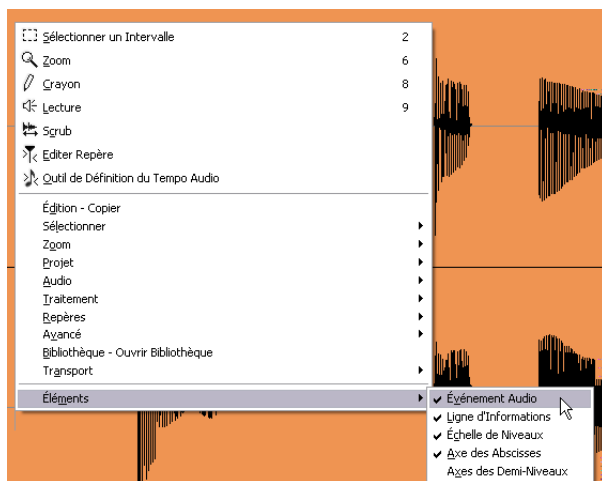 Sélectionner un Intervalle 2
Zoom 6
Crayon 8
Lecture 9
Scrub
Editer Repère
Outil de Définition du Tempo Audio
Édition - Copier
Sélectionner
Zoom
Projet
Audio
Traitement
Repères
Avancé
Bibliothèque - Ouvrir Bibliothèque
Transport
Éléments
Événement Audio
Ligne d'Informations
Échelle de Niveaux
Axe des Abscisses
Axes des Demi-Niveaux